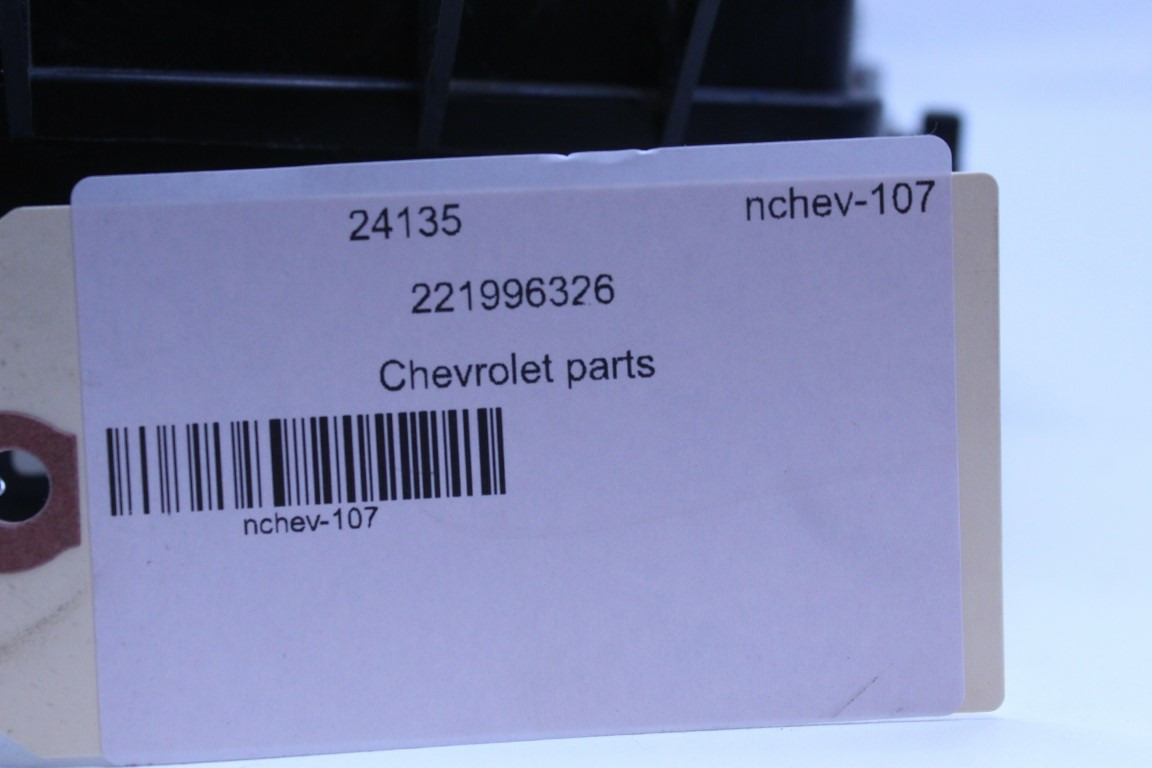 24135
nchev-107
221996326
Chevrolet parts
nchev-107